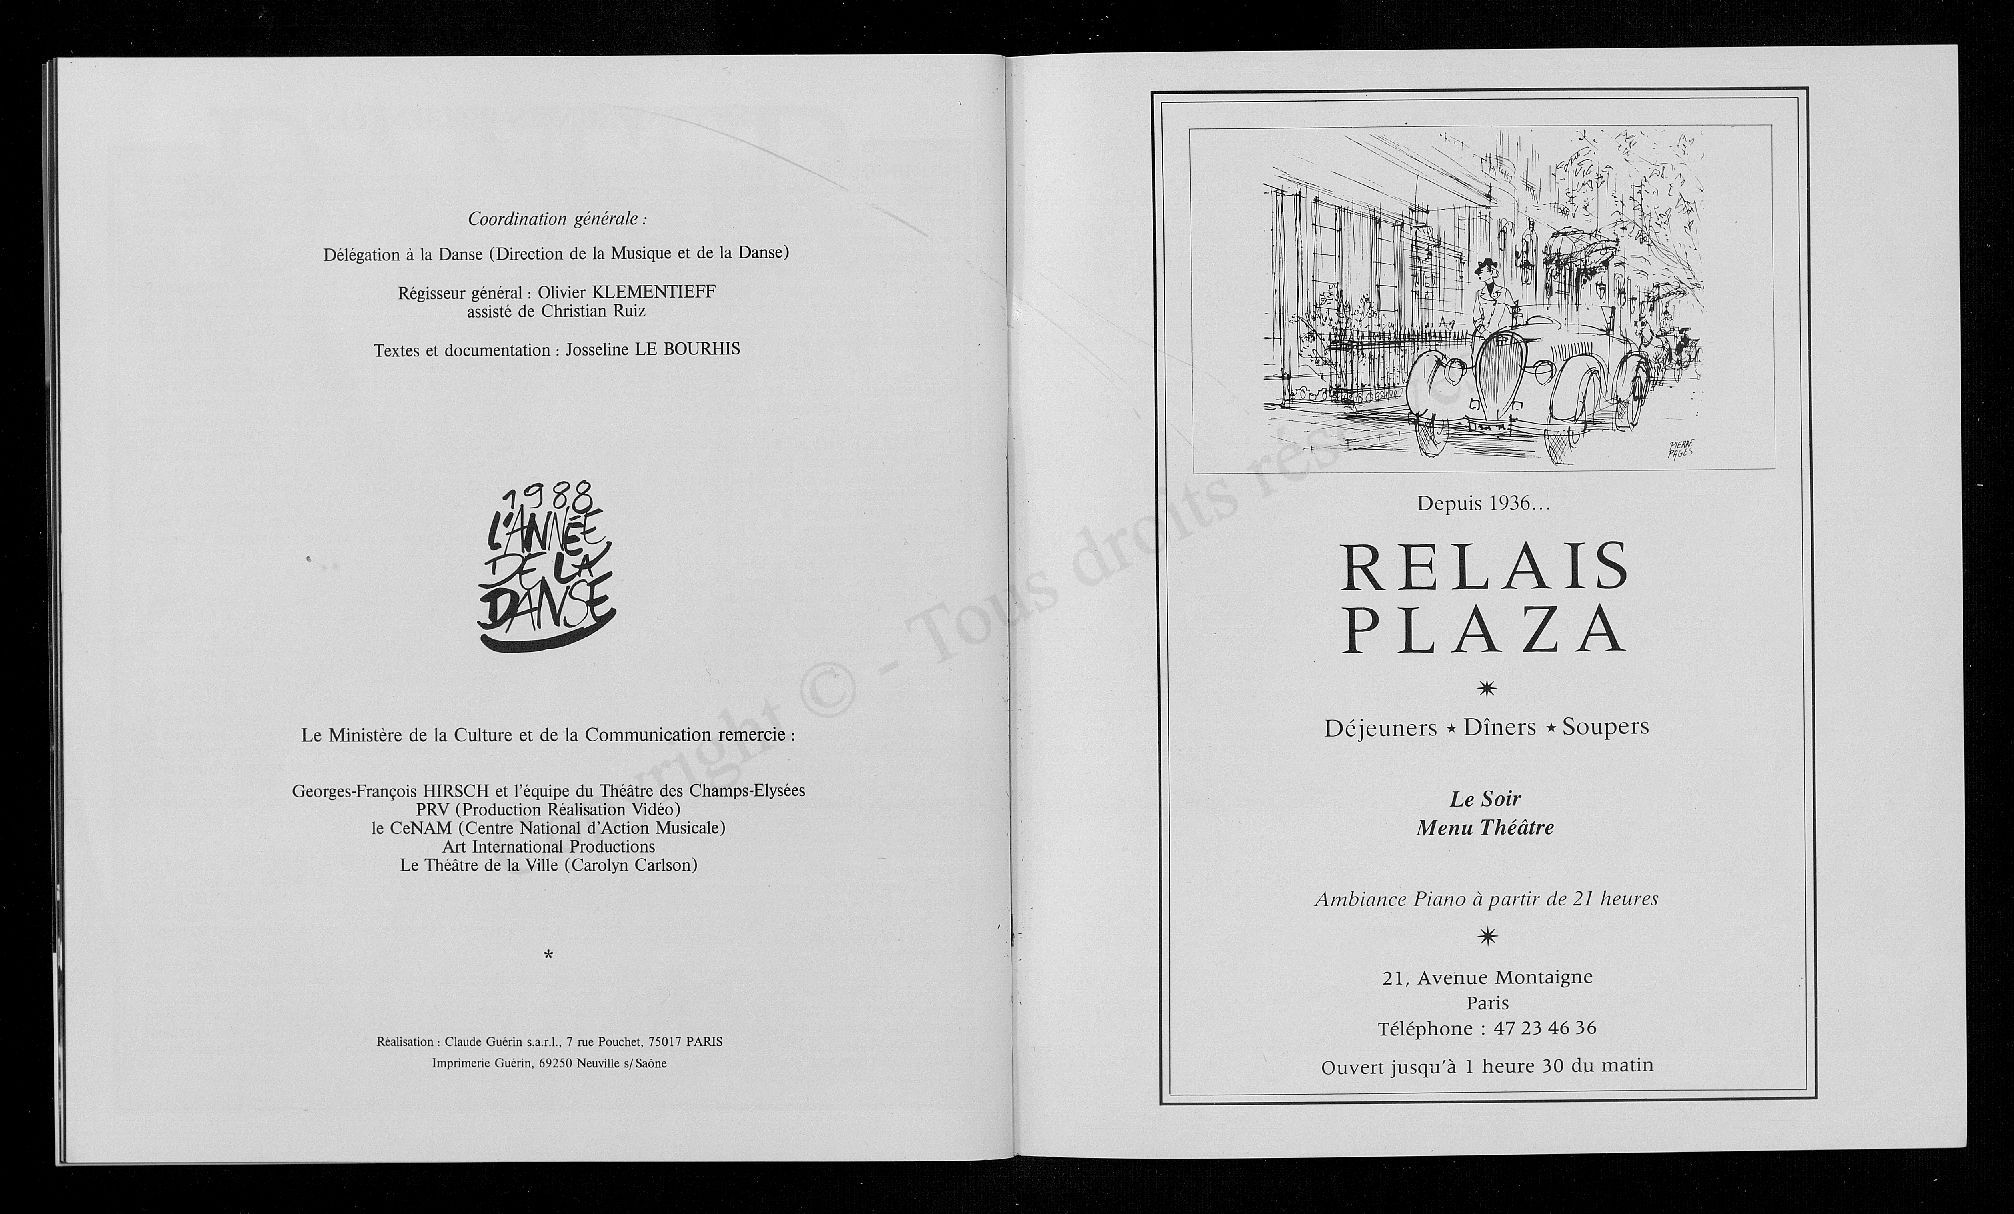 Coordination générale :
Délégation à la Danse (Direction de la Musique et de la Danse)
Régisseur général : Olivier KLEMENTIEFF
assisté de Christian Ruiz
Textes et documentation : Josseline LE BOURHIS
1988
L'ANNÉE
DE LA
DANSE
Le Ministère de la Culture et de la Communication remercie :
Georges-François HIRSCH et l'équipe du Théâtre des Champs-Elysées
PRV (Production Réalisation Vidéo)
le CeNAM (Centre National d'Action Musicale)
Art International Productions
Le Théâtre de la Ville (Carolyn Carlson)
*
Réalisation : Claude Guérin s.a.r.l., 7 rue Pouchet, 75017 PARIS
Imprimerie Guérin, 69250 Neuville s/Saône
PIERRE
PAGES
Depuis 1936...
RELAIS
PLAZA
Déjeuners ★ Dîners ★ Soupers
Le Soir
Menu Théâtre
Ambiance Piano à partir de 21 heures
21, Avenue Montaigne
Paris
Téléphone : 47 23 46 36
Ouvert jusqu'à 1 heure 30 du matin
© - Tous droits